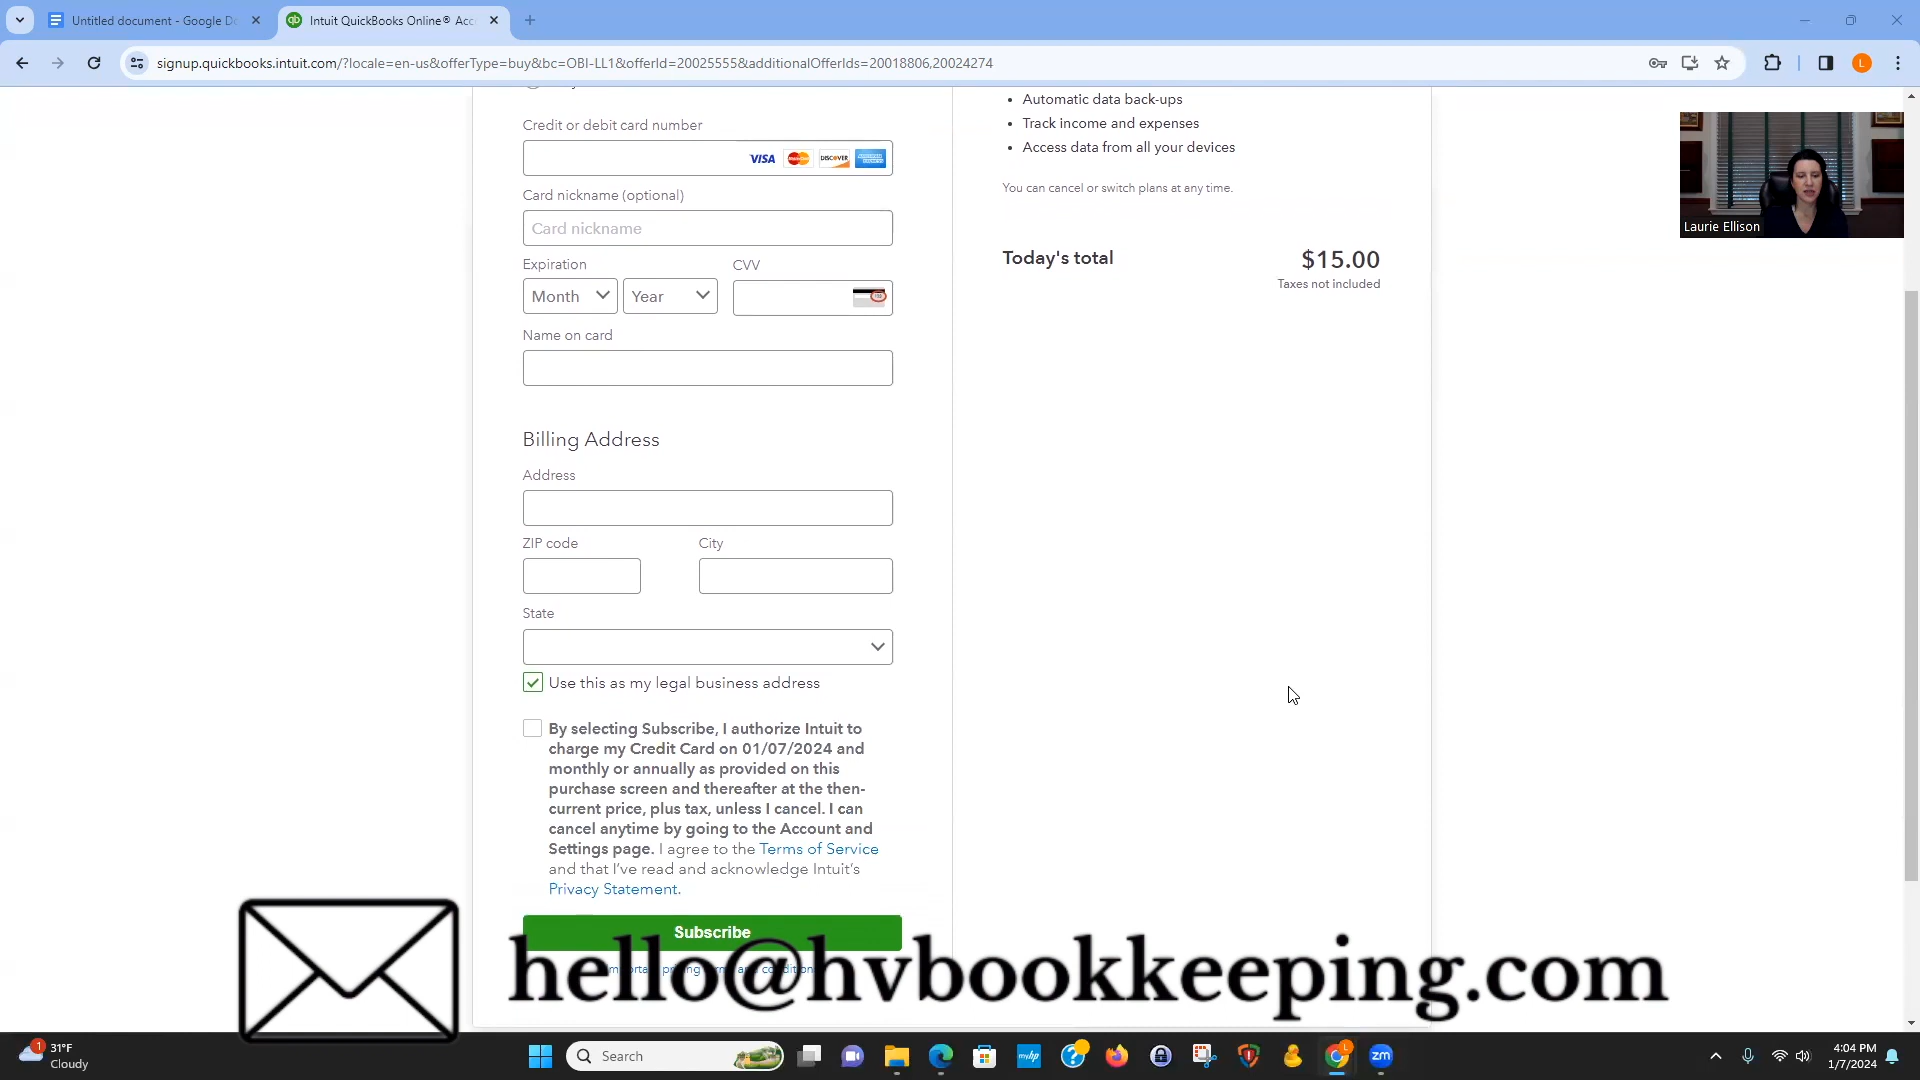 Untitled document - Google Do
Intuit QuickBooks Online® Acc
signup.quickbooks.intuit.com/?locale=en-us&offerType=buy&bc=OBI-LL1&offerId=20025555&additionalOfferIds=20018806,20024274
L
Credit or debit card number
VISA
MasterCard
DISCOVER
Card nickname (optional)
Card nickname
Expiration
CVV
Month
Year
Name on card
Billing Address
Address
ZIP code
City
State
Use this as my legal business address
By selecting Subscribe, I authorize Intuit to
charge my Credit Card on 01/07/2024 and
monthly or annually as provided on this
purchase screen and thereafter at the then-
current price, plus tax, unless I cancel. I can
cancel anytime by going to the Account and
Settings page. I agree to the Terms of Service
and that I've read and acknowledge Intuit's
Privacy Statement.
Subscribe
Automatic data back-ups
Track income and expenses
Access data from all your devices
You can cancel or switch plans at any time.
Today's total
$15.00
Taxes not included
Laurie Ellison
hello@hvbookkeeping.com
1
31°F
Cloudy
Search
myhp
zm
4:04 PM
1/7/2024